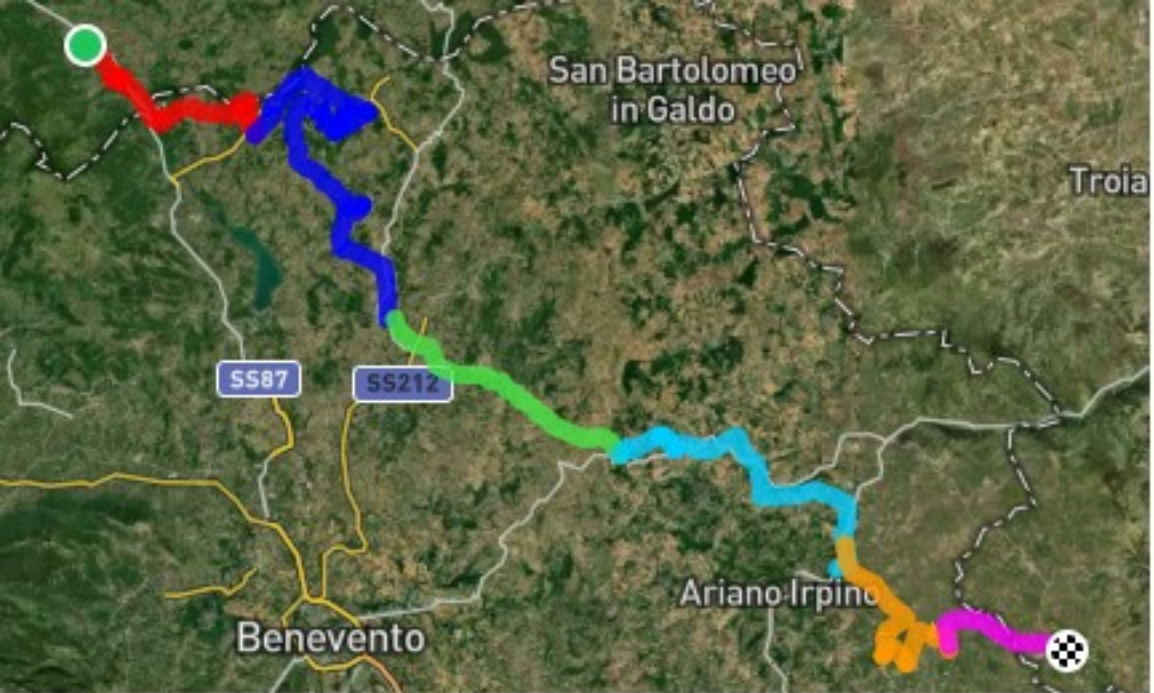 San Bartolomeo
in Galdo
Troia
SS87
SS212
Ariano Irpino
Benevento